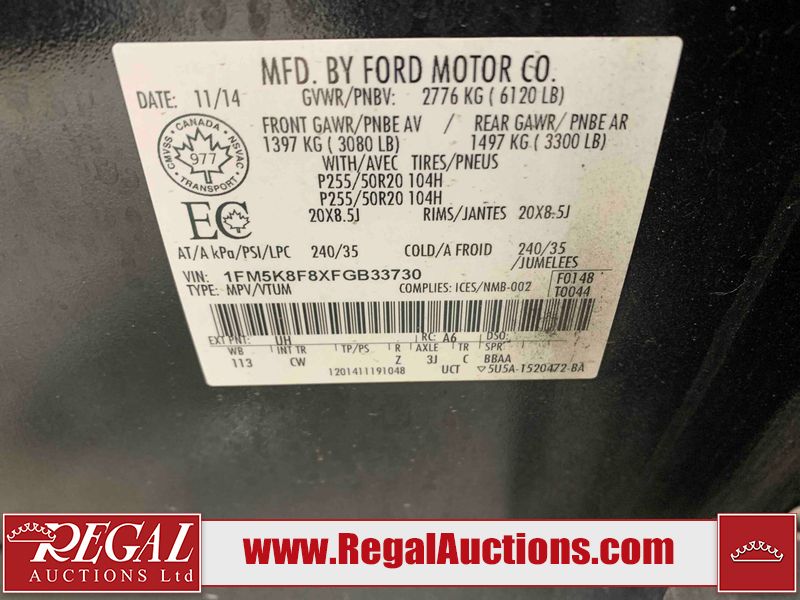 MFD. BY FORD MOTOR CO.
DATE: 11/14
GVWR/PNBV: 2776 KG ( 6120 LB)
FRONT GAWR/PNBE AV / REAR GAWR/ PNBE AR
1397 KG ( 3080 LB) 1497 KG ( 3300 LB)
WITH/AVEC TIRES/PNEUS
P255/50R20 104H
P255/50R20 104H
20X8.5J RIMS/JANTES 20X8.5J
CANADA
CMVSS NSVAC
977
TRANSPORT
EC
AT/A kPa/PSI/LPC 240/35 COLD/A FROID 240/35
/JUMELEES
VIN: 1FM5K8F8XFGB33730
F0148
TYPE: MPV/VTUM COMPLIES: ICES/NMB-002
T0044
EXT PNT: UH RC: A6 DSO:
WB INT TR TP/PS R AXLE TR SPR
113 CW Z 3J C BBAA
1201411191048 UCT ▽5U5A-1520472-BA
REGAL
AUCTIONS Ltd
www.RegalAuctions.com
REGAL